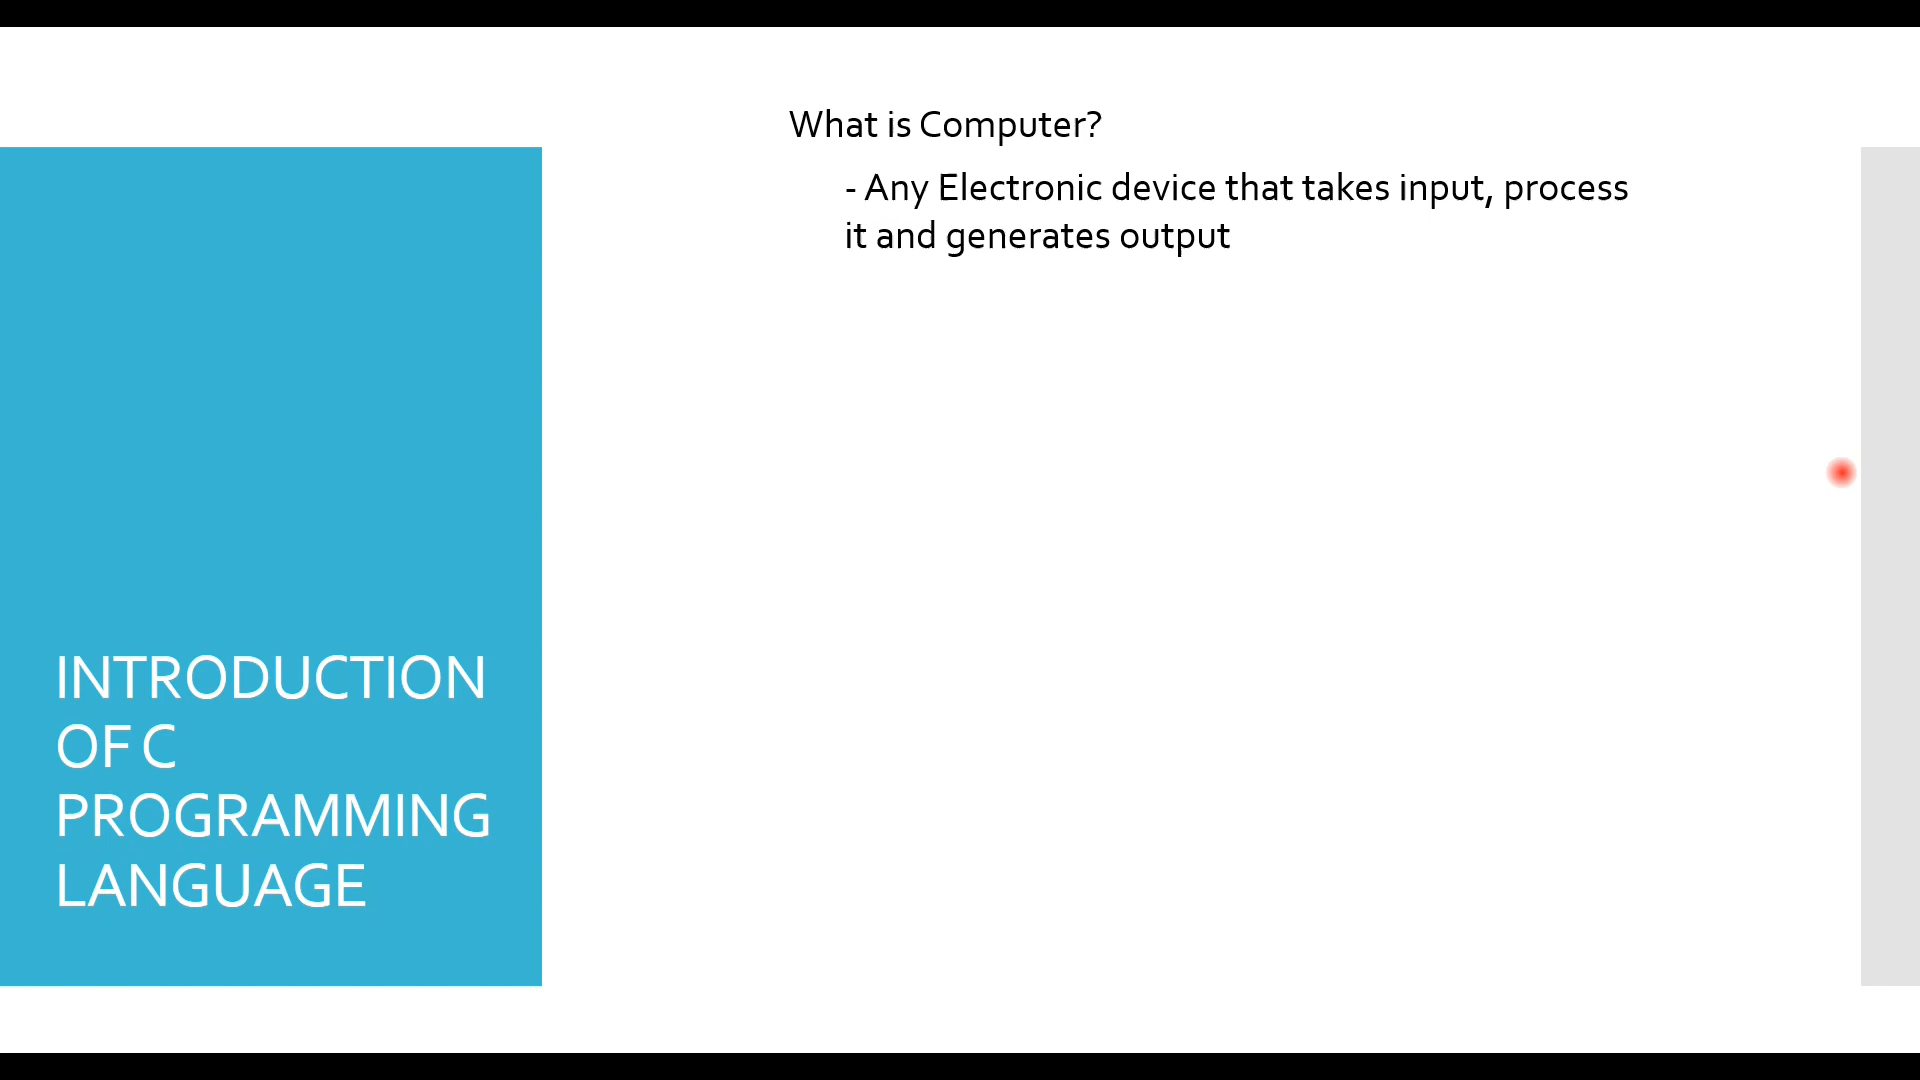 What is Computer?
- Any Electronic device that takes input, process
it and generates output
INTRODUCTION
OF C
PROGRAMMING
LANGUAGE